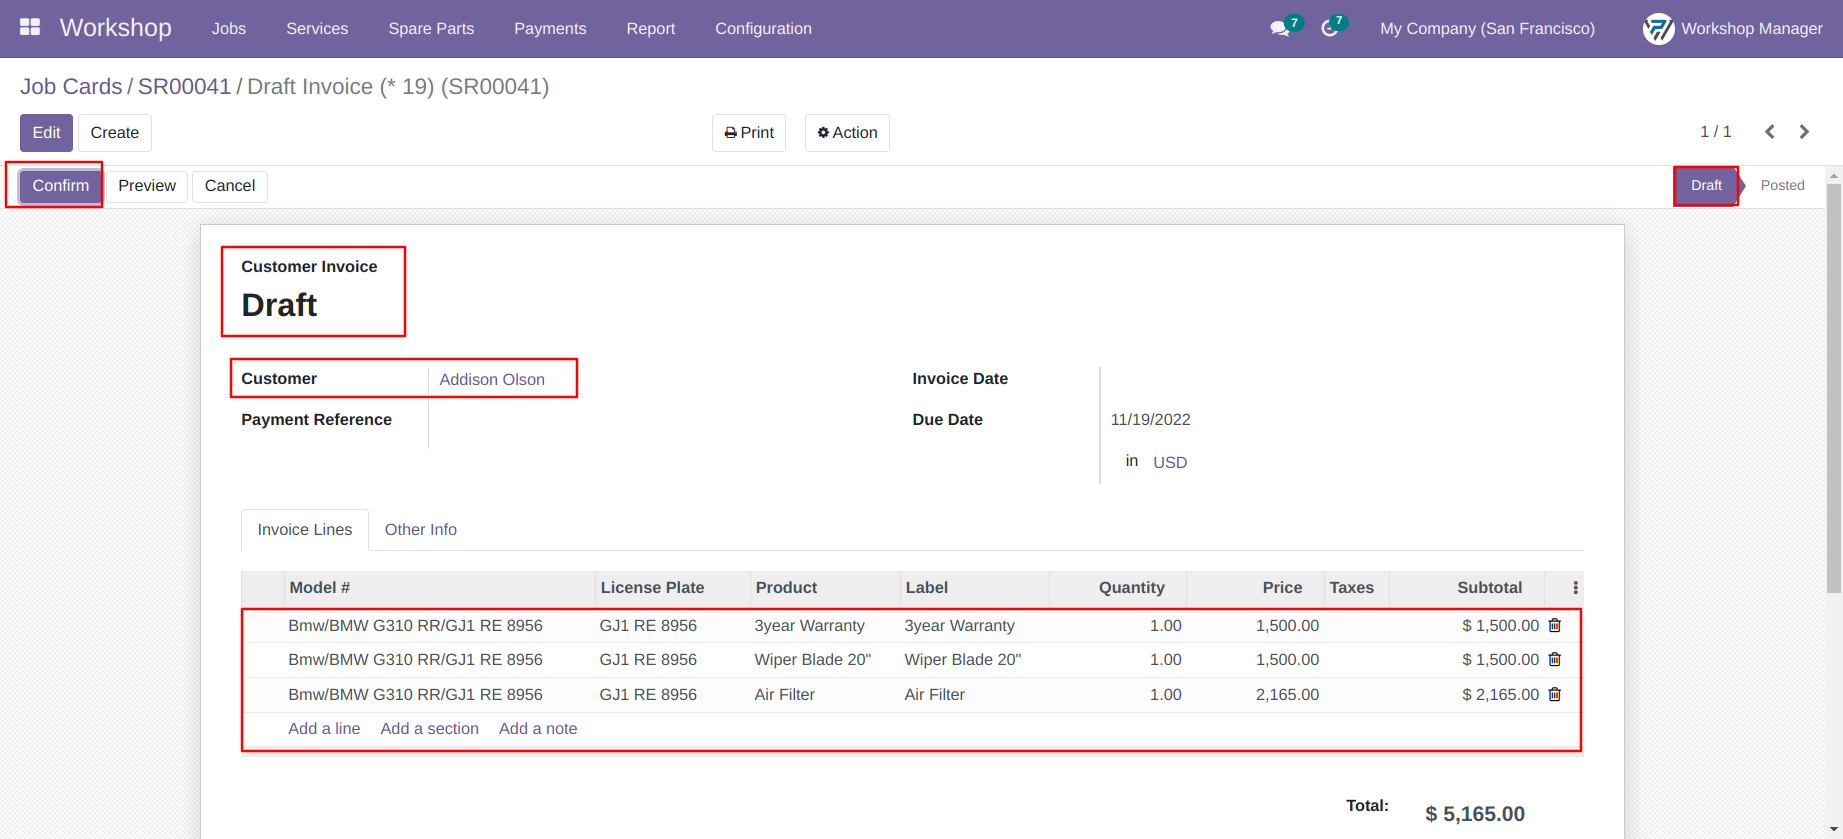 Workshop Jobs Services Spare Parts Payments Report Configuration 7 7 My Company (San Francisco) Workshop Manager
Job Cards / SR00041 / Draft Invoice (* 19) (SR00041)
Edit Create Print Action 1 / 1
Confirm Preview Cancel Draft Posted
Customer Invoice
Draft
Customer Addison Olson Invoice Date
Payment Reference Due Date 11/19/2022
in USD
Invoice Lines Other Info
Model # License Plate Product Label Quantity Price Taxes Subtotal
Bmw/BMW G310 RR/GJ1 RE 8956 GJ1 RE 8956 3year Warranty 3year Warranty 1.00 1,500.00 $ 1,500.00
Bmw/BMW G310 RR/GJ1 RE 8956 GJ1 RE 8956 Wiper Blade 20" Wiper Blade 20" 1.00 1,500.00 $ 1,500.00
Bmw/BMW G310 RR/GJ1 RE 8956 GJ1 RE 8956 Air Filter Air Filter 1.00 2,165.00 $ 2,165.00
Add a line Add a section Add a note
Total: $ 5,165.00